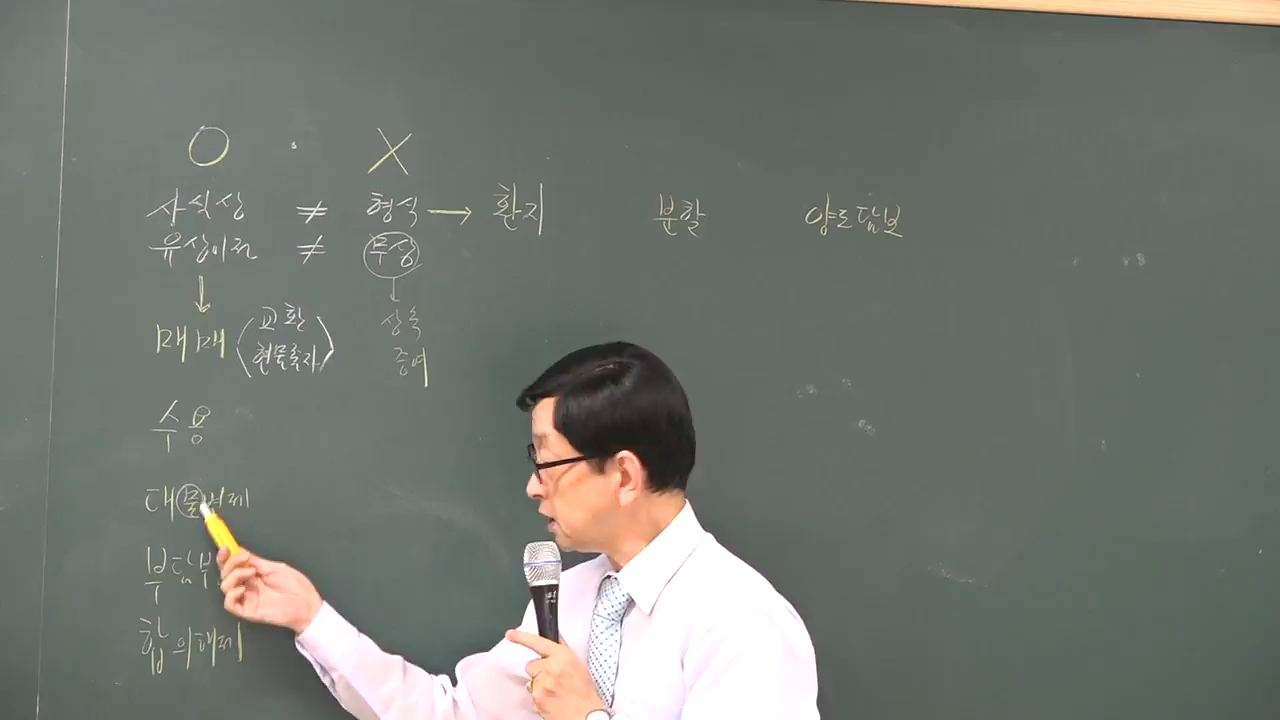 O X
사실상 ≠ 형식 → 환지 분할 양도담보
유상이전 ≠ 무상
↓ ↓
매매 (교환 현물출자) 상속
증여
수용
대물변제
부담부
합의해제